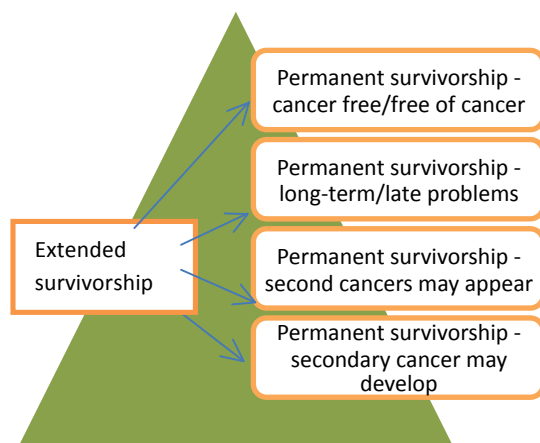 Permanent survivorship -
cancer free/free of cancer
Permanent survivorship -
long-term/late problems
Extended
survivorship
Permanent survivorship -
second cancers may appear
Permanent survivorship -
secondary cancer may
develop